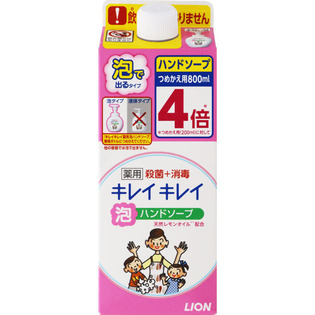 !飲
りません
泡で
出るタイプ
ハンドソープ
つめかえ用800ml
4倍
泡タイプ
液体タイプ
薬用 殺菌+消毒
キレイキレイ
泡 ハンドソープ
天然レモンオイル 配合
LION